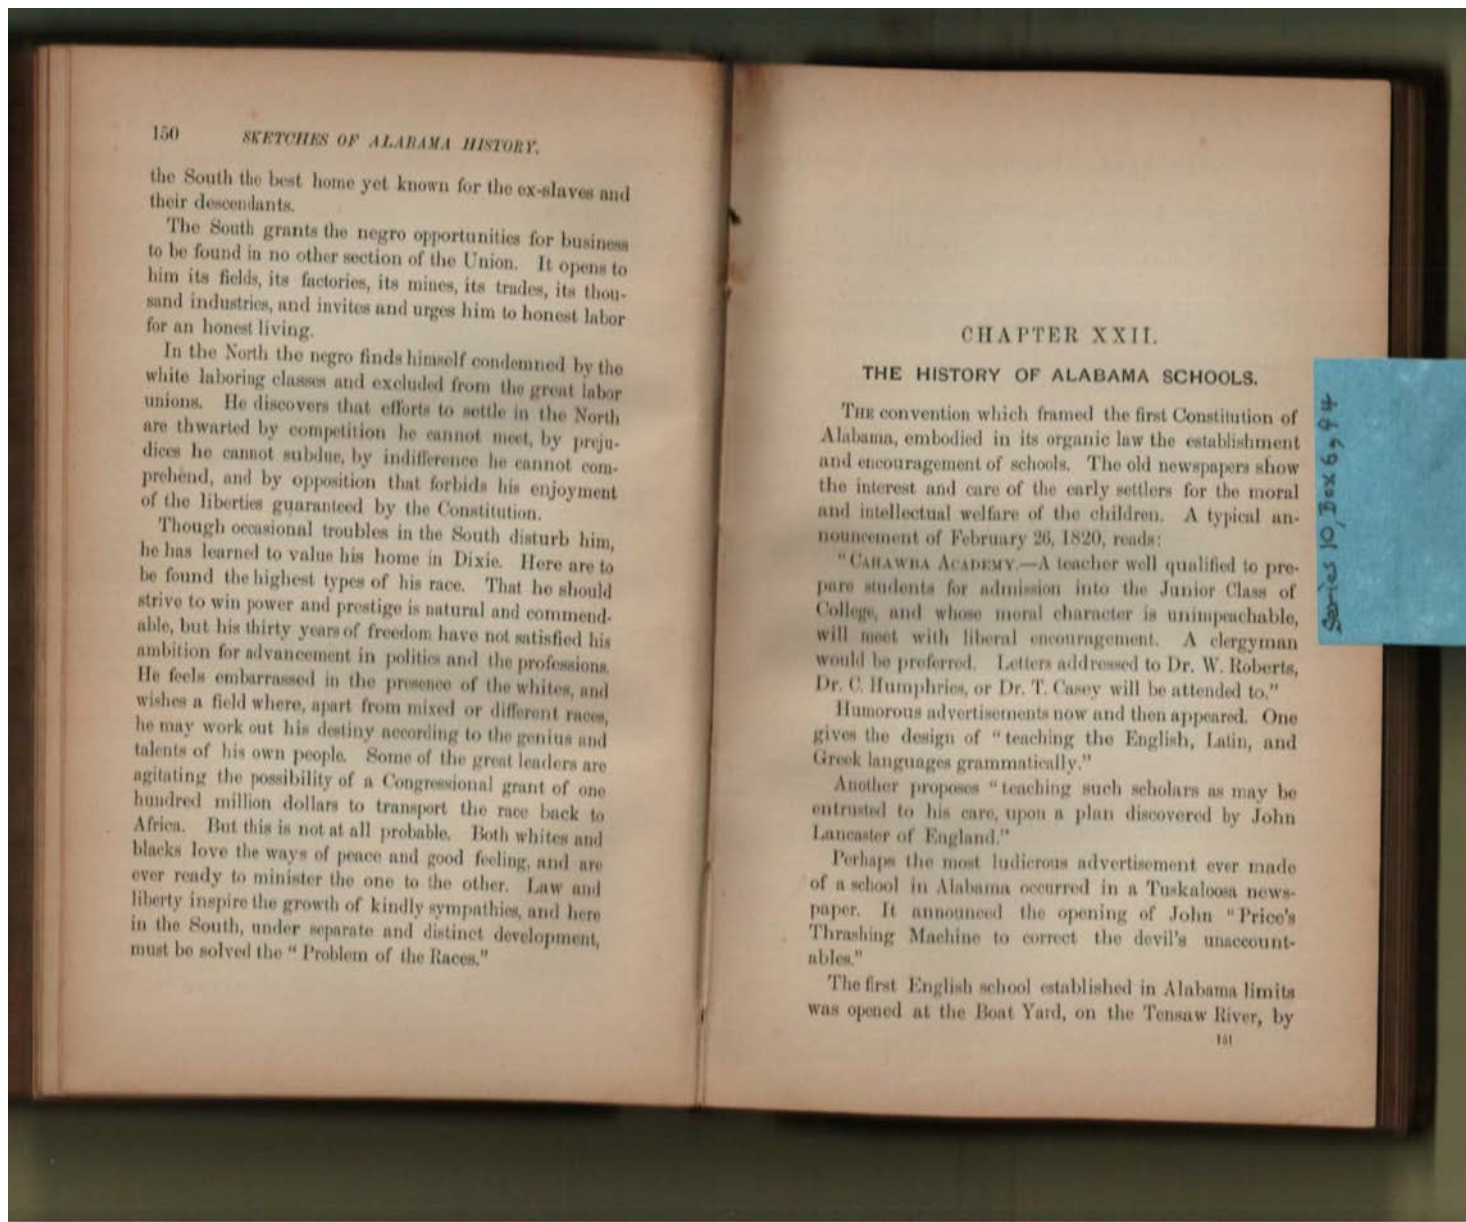 150 SKETCHES OF ALABAMA HISTORY.
the South the best home yet known for the ex-slaves and
their descendants.
The South grants the negro opportunities for business
to be found in no other section of the Union. It opens to
him its fields, its factories, its mines, its trades, its thou-
sand industries, and invites and urges him to honest labor
for an honest living.
In the North the negro finds himself condemned by the
white laboring classes and excluded from the great labor
unions. He discovers that efforts to settle in the North
are thwarted by competition he cannot meet, by preju-
dices he cannot subdue, by indifference he cannot com-
prehend, and by opposition that forbids his enjoyment
of the liberties guaranteed by the Constitution.
Though occasional troubles in the South disturb him,
he has learned to value his home in Dixie. Here are to
be found the highest types of his race. That he should
strive to win power and prestige is natural and commend-
able, but his thirty years of freedom have not satisfied his
ambition for advancement in politics and the professions.
He feels embarrassed in the presence of the whites, and
wishes a field where, apart from mixed or different races,
he may work out his destiny according to the genius and
talents of his own people. Some of the great leaders are
agitating the possibility of a Congressional grant of one
hundred million dollars to transport the race back to
Africa. But this is not at all probable. Both whites and
blacks love the ways of peace and good feeling, and are
ever ready to minister the one to the other. Law and
liberty inspire the growth of kindly sympathies, and here
in the South, under separate and distinct development,
must be solved the "Problem of the Races."
CHAPTER XXII.
THE HISTORY OF ALABAMA SCHOOLS.
THE convention which framed the first Constitution of
Alabama, embodied in its organic law the establishment
and encouragement of schools. The old newspapers show
the interest and care of the early settlers for the moral
and intellectual welfare of the children. A typical an-
nouncement of February 26, 1820, reads:
"CAHAWBA ACADEMY.—A teacher well qualified to pre-
pare students for admission into the Junior Class of
College, and whose moral character is unimpeachable,
will meet with liberal encouragement. A clergyman
would be preferred. Letters addressed to Dr. W. Roberts,
Dr. C. Humphries, or Dr. T. Casey will be attended to."
Humorous advertisements now and then appeared. One
gives the design of "teaching the English, Latin, and
Greek languages grammatically."
Another proposes "teaching such scholars as may be
entrusted to his care, upon a plan discovered by John
Lancaster of England."
Perhaps the most ludicrous advertisement ever made
of a school in Alabama occurred in a Tuskaloosa news-
paper. It announced the opening of John "Price's
Thrashing Machine to correct the devil's unaccount-
ables."
The first English school established in Alabama limits
was opened at the Boat Yard, on the Tensaw River, by
151
Series 10, Box 6, 94